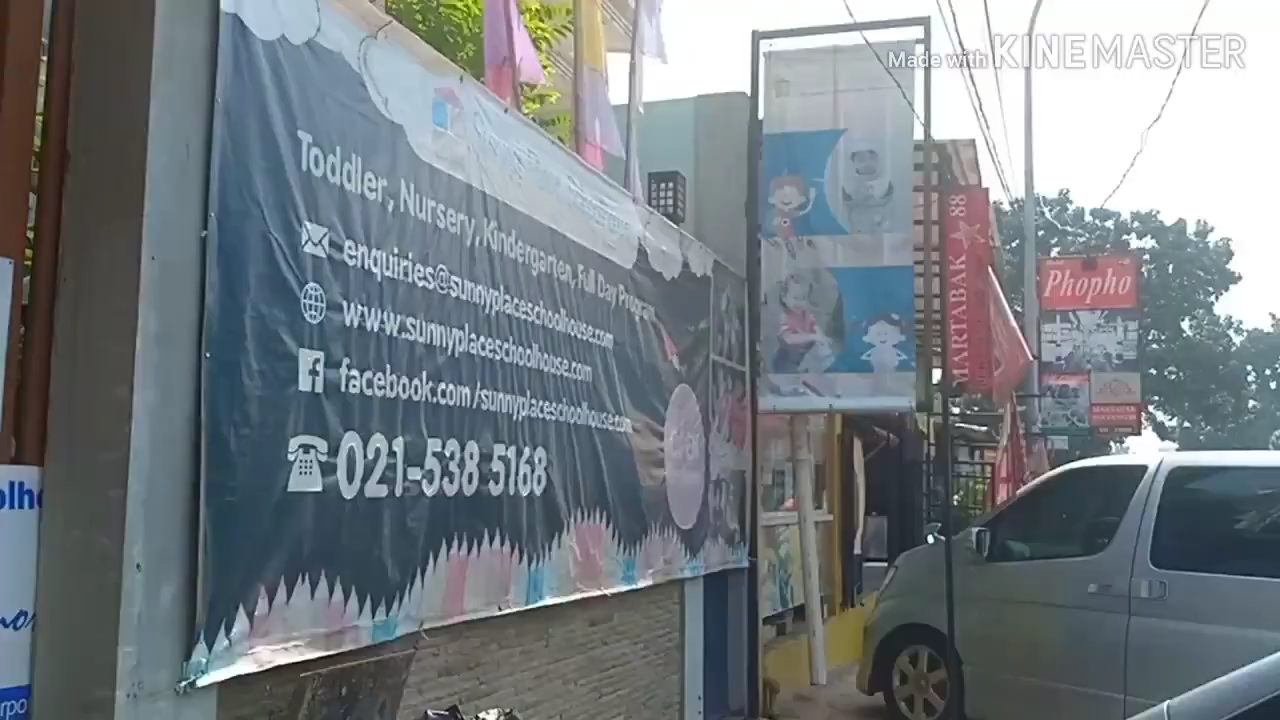 Made with KINEMASTER
Toddler, Nursery, Kindergarten, Full Day Program
enquiries@sunnyplaceschoolhouse.com
www.sunnyplaceschoolhouse.com
facebook.com/sunnyplaceschoolhouse.com
021-538 5168
MARTABAK 88
Phopho